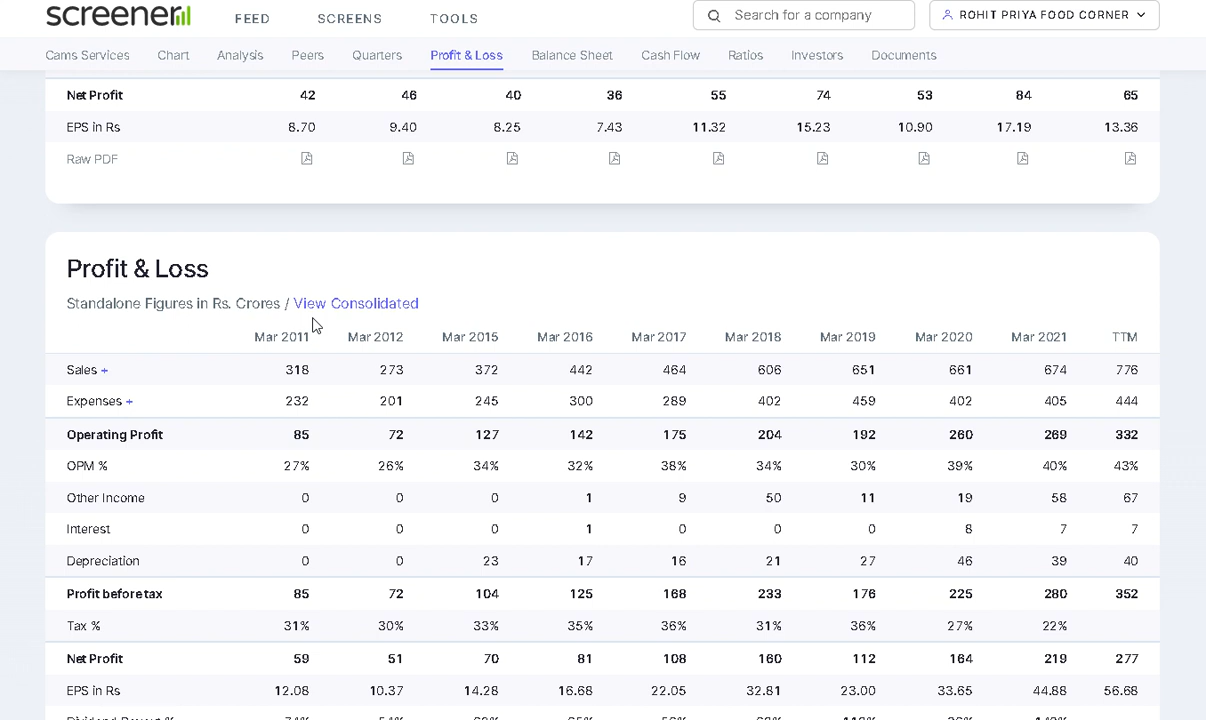 screener
FEED SCREENS TOOLS Search for a company ROHIT PRIYA FOOD CORNER
Cams Services Chart Analysis Peers Quarters Profit & Loss Balance Sheet Cash Flow Ratios Investors Documents
Net Profit 42 46 40 36 55 74 53 84 65
EPS in Rs 8.70 9.40 8.25 7.43 11.32 15.23 10.90 17.19 13.36
Raw PDF
Profit & Loss
Standalone Figures in Rs. Crores / View Consolidated
Mar 2011 Mar 2012 Mar 2015 Mar 2016 Mar 2017 Mar 2018 Mar 2019 Mar 2020 Mar 2021 TTM
Sales + 318 273 372 442 464 606 651 661 674 776
Expenses + 232 201 245 300 289 402 459 402 405 444
Operating Profit 85 72 127 142 175 204 192 260 269 332
OPM % 27% 26% 34% 32% 38% 34% 30% 39% 40% 43%
Other Income 0 0 0 1 9 50 11 19 58 67
Interest 0 0 0 1 0 0 0 8 7 7
Depreciation 0 0 23 17 16 21 27 46 39 40
Profit before tax 85 72 104 125 168 233 176 225 280 352
Tax % 31% 30% 33% 35% 36% 31% 36% 27% 22%
Net Profit 59 51 70 81 108 160 112 164 219 277
EPS in Rs 12.08 10.37 14.28 16.68 22.05 32.81 23.00 33.65 44.88 56.68